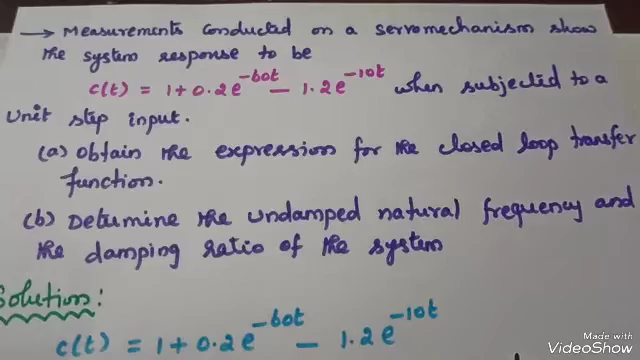 → Measurements conducted on a servomechanism show
the system response to be
c(t) = 1 + 0.2e^-60t - 1.2e^-10t when subjected to a
unit step input.
(a) Obtain the expression for the closed loop transfer
function.
(b) Determine the undamped natural frequency and
the damping ratio of the system
Solution:
c(t) = 1 + 0.2e^-60t - 1.2e^-10t
Made with
VideoShow